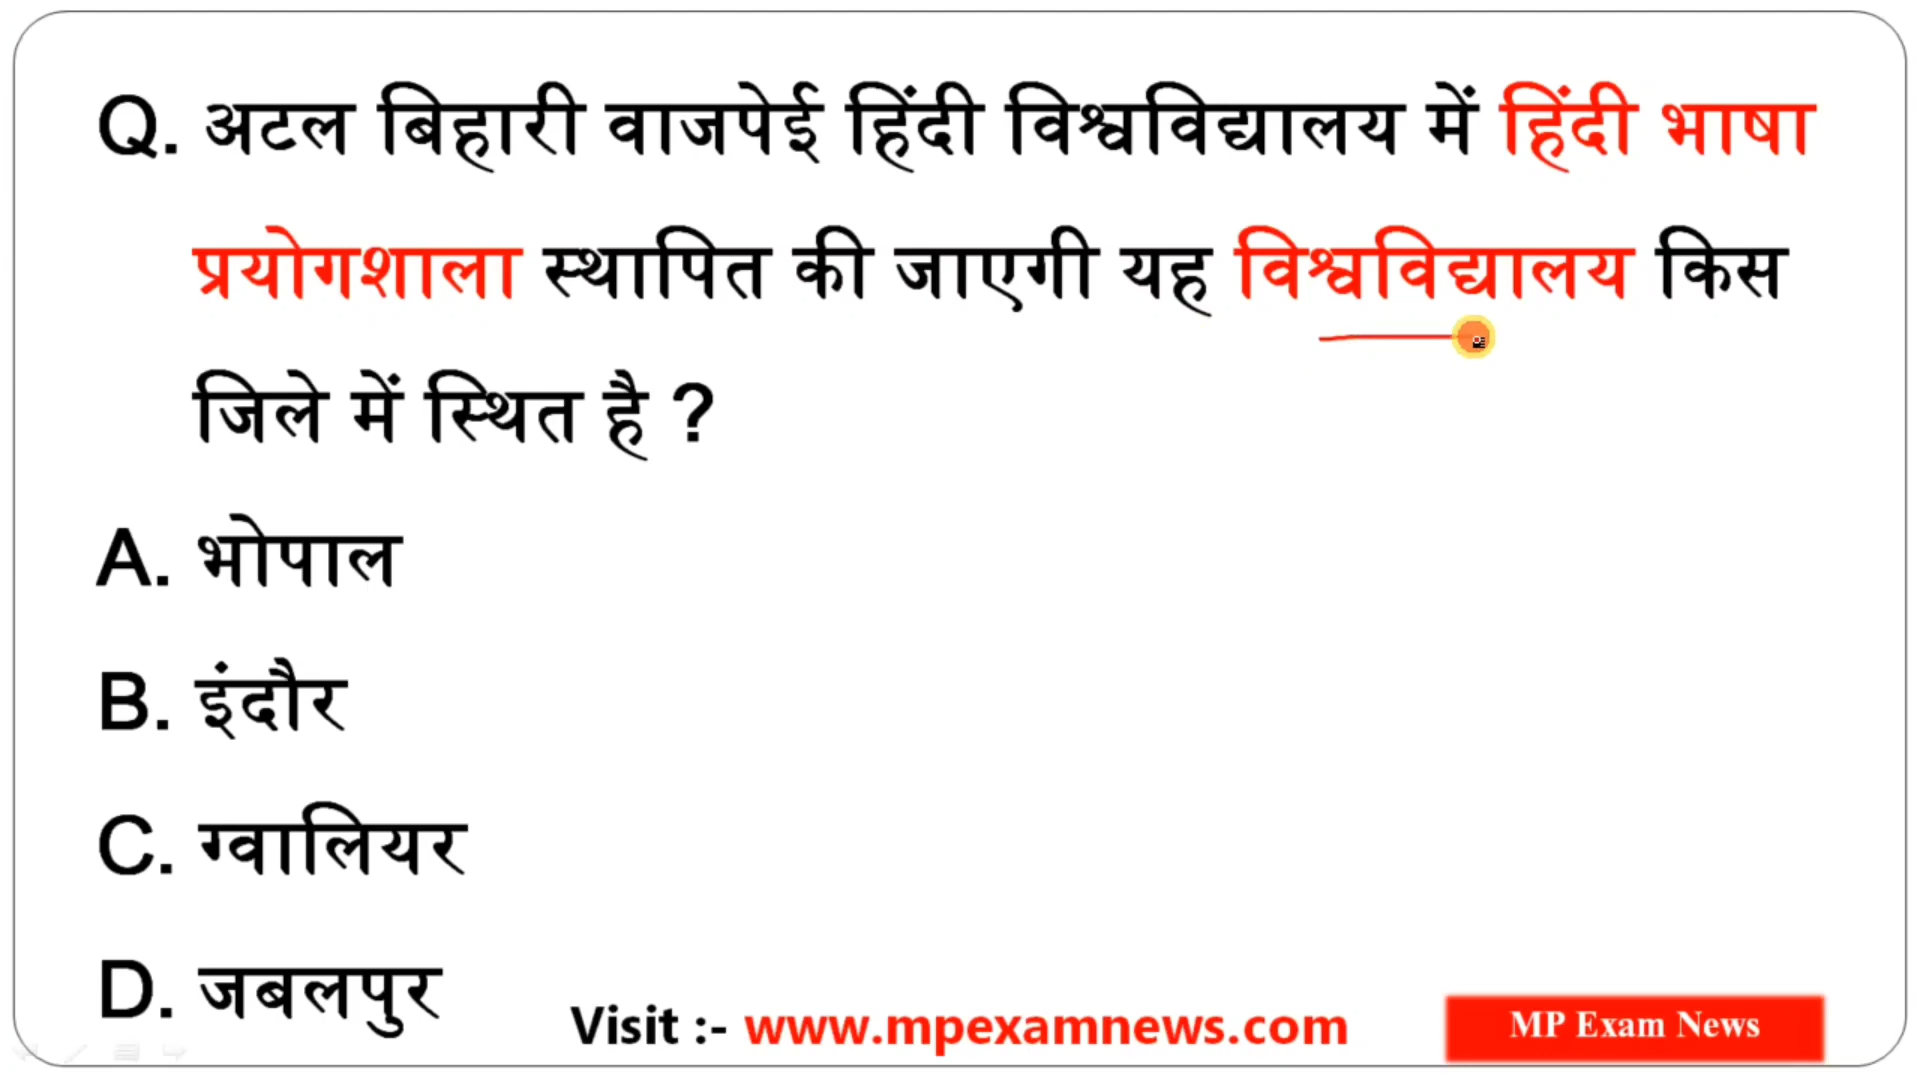 Q. अटल बिहारी वाजपेई हिंदी विश्वविद्यालय में हिंदी भाषा
प्रयोगशाला स्थापित की जाएगी यह विश्वविद्यालय किस
जिले में स्थित है ?
A. भोपाल
B. इंदौर
C. ग्वालियर
D. जबलपुर
Visit :- www.mpexamnews.com
MP Exam News